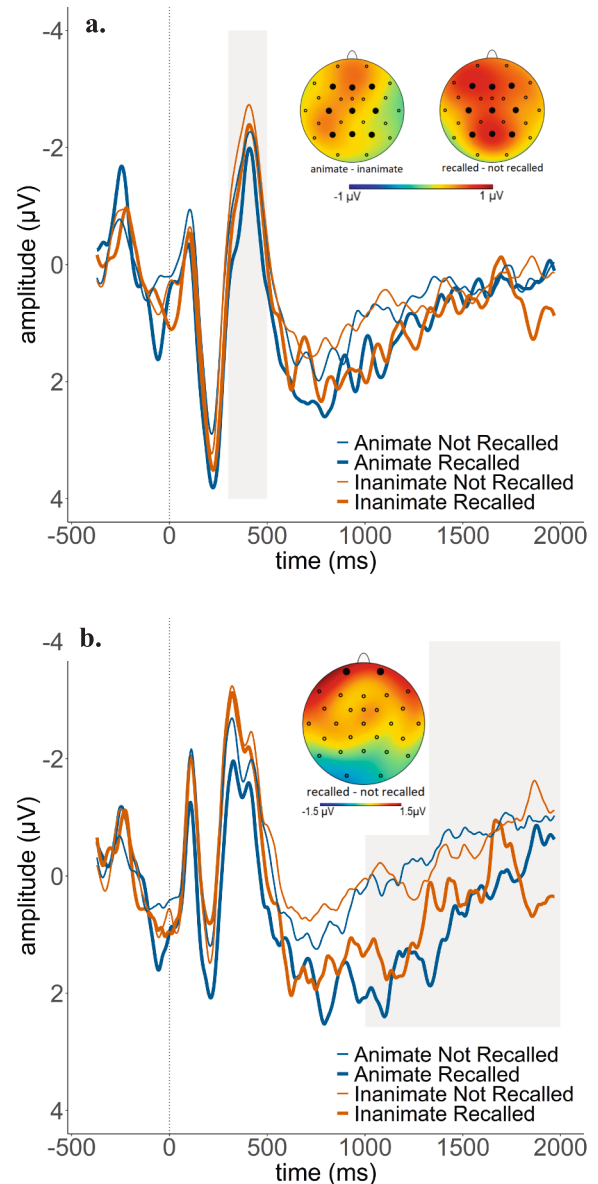 a.
-4
-2
0
2
4
amplitude (µV)
animate - inanimate
recalled - not recalled
-1 µV
1 µV
Animate Not Recalled
Animate Recalled
Inanimate Not Recalled
Inanimate Recalled
-500
0
500
1000
1500
2000
time (ms)
b.
-4
-2
0
2
4
amplitude (µV)
recalled - not recalled
-1.5 µV
1.5µV
Animate Not Recalled
Animate Recalled
Inanimate Not Recalled
Inanimate Recalled
-500
0
500
1000
1500
2000
time (ms)